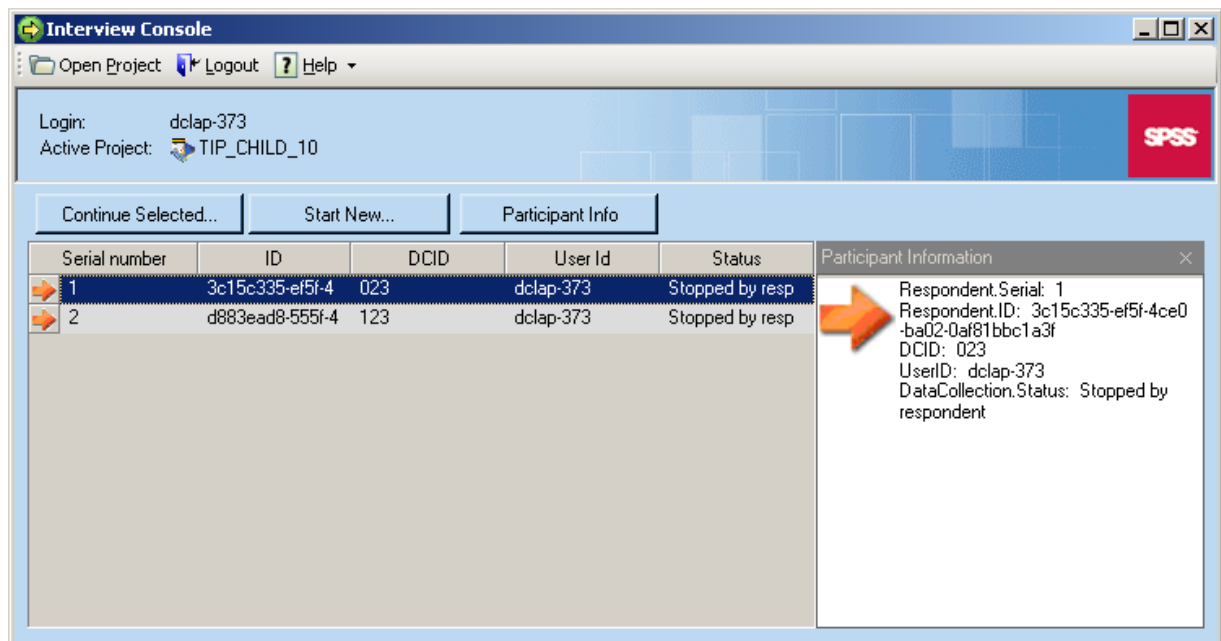 Interview Console
Open Project Logout ? Help
Login: dclap-373
Active Project: TIP_CHILD_10
SPSS
Continue Selected... Start New... Participant Info
Serial number ID DCID User Id Status
1 3c15c335-ef5f-4 023 dclap-373 Stopped by resp
2 d883ead8-555f-4 123 dclap-373 Stopped by resp
Participant Information
Respondent.Serial: 1
Respondent.ID: 3c15c335-ef5f-4ce0
-ba02-0af81bbc1a3f
DCID: 023
UserID: dclap-373
DataCollection.Status: Stopped by
respondent